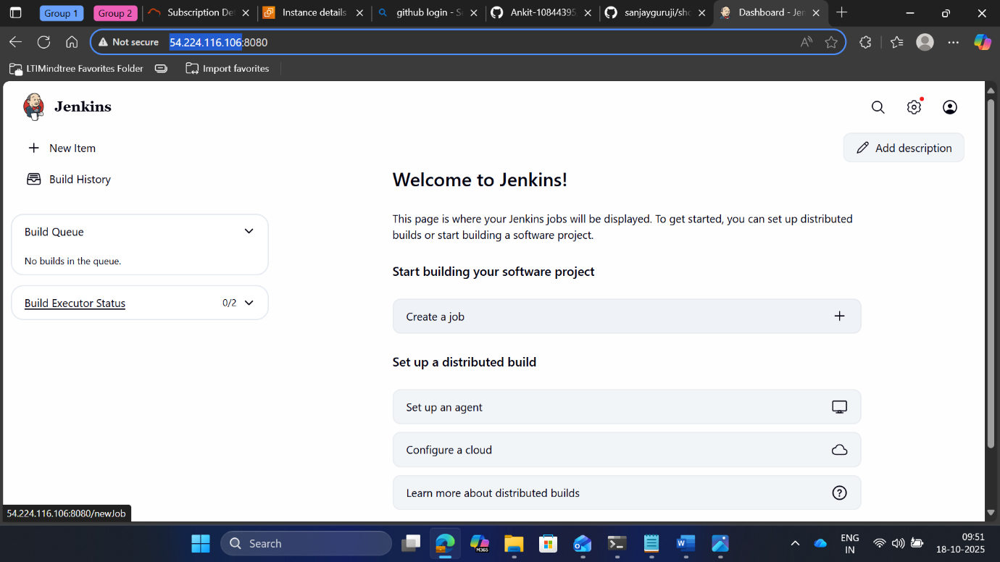 Group 1
Group 2
Subscription De
Instance details
github login - Se
Ankit-10844395
sanjayguruji/sho
Dashboard - Jen
Not secure
54.224.116.106:8080
LTIMindtree Favorites Folder
Import favorites
Jenkins
New Item
Add description
Build History
Welcome to Jenkins!
This page is where your Jenkins jobs will be displayed. To get started, you can set up distributed
builds or start building a software project.
Build Queue
No builds in the queue.
Start building your software project
Build Executor Status
0/2
Create a job
Set up a distributed build
Set up an agent
Configure a cloud
Learn more about distributed builds
54.224.116.106:8080/newJob
Search
M365
ENG
IN
09:51
18-10-2025